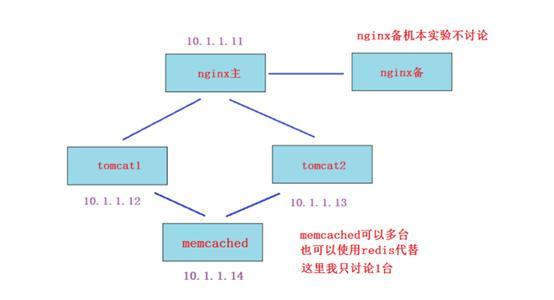 nginx备机本实验不讨论
10.1.1.11
nginx主
nginx备
tomcat1
tomcat2
10.1.1.12
10.1.1.13
memcached
memcached可以多台
也可以使用redis代替
这里我只讨论1台
10.1.1.14